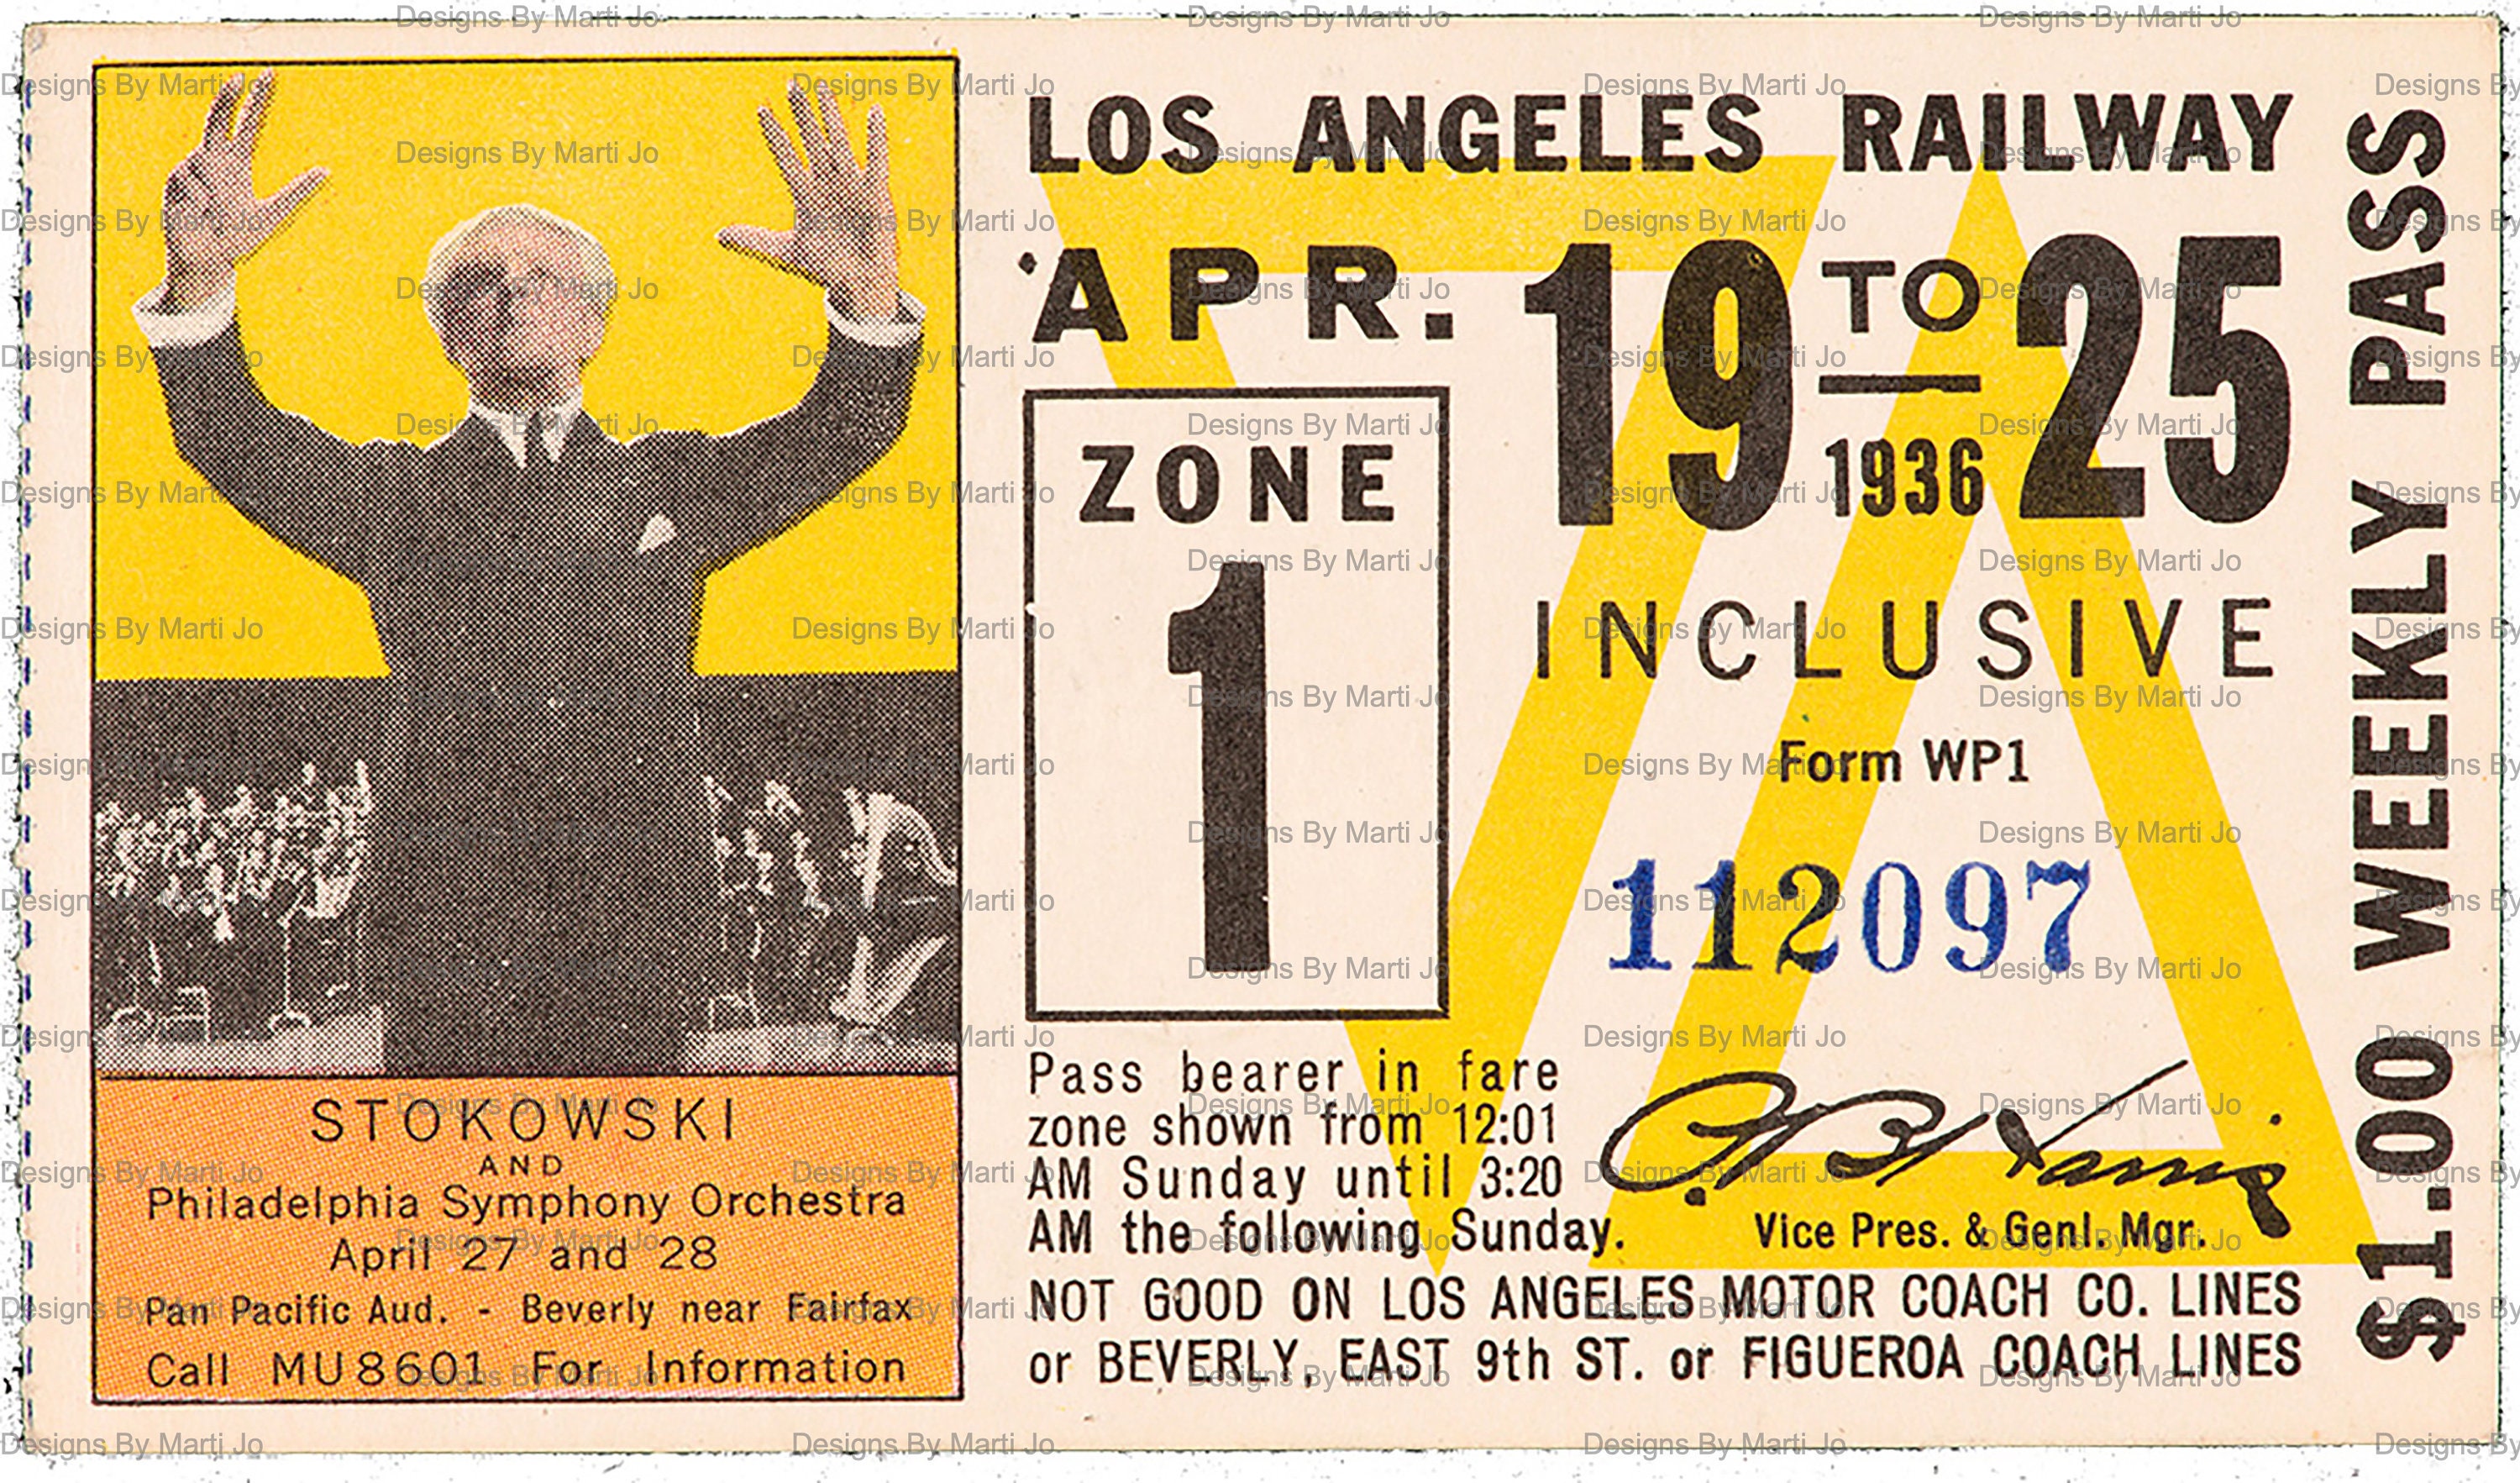 STOKOWSKI
AND
Philadelphia Symphony Orchestra
April 27 and 28
Pan Pacific Aud. - Beverly near Fairfax
Call MU8601 For Information
LOS ANGELES RAILWAY
APR. 19 TO 25
1936
INCLUSIVE
ZONE
1
Form WP1
112097
Pass bearer in fare
zone shown from 12:01
AM Sunday until 3:20
AM the following Sunday.
Vice Pres. & Genl. Mgr.
NOT GOOD ON LOS ANGELES MOTOR COACH CO. LINES
or BEVERLY, EAST 9th ST. or FIGUEROA COACH LINES
$1.00 WEEKLY PASS
Designs By Marti Jo